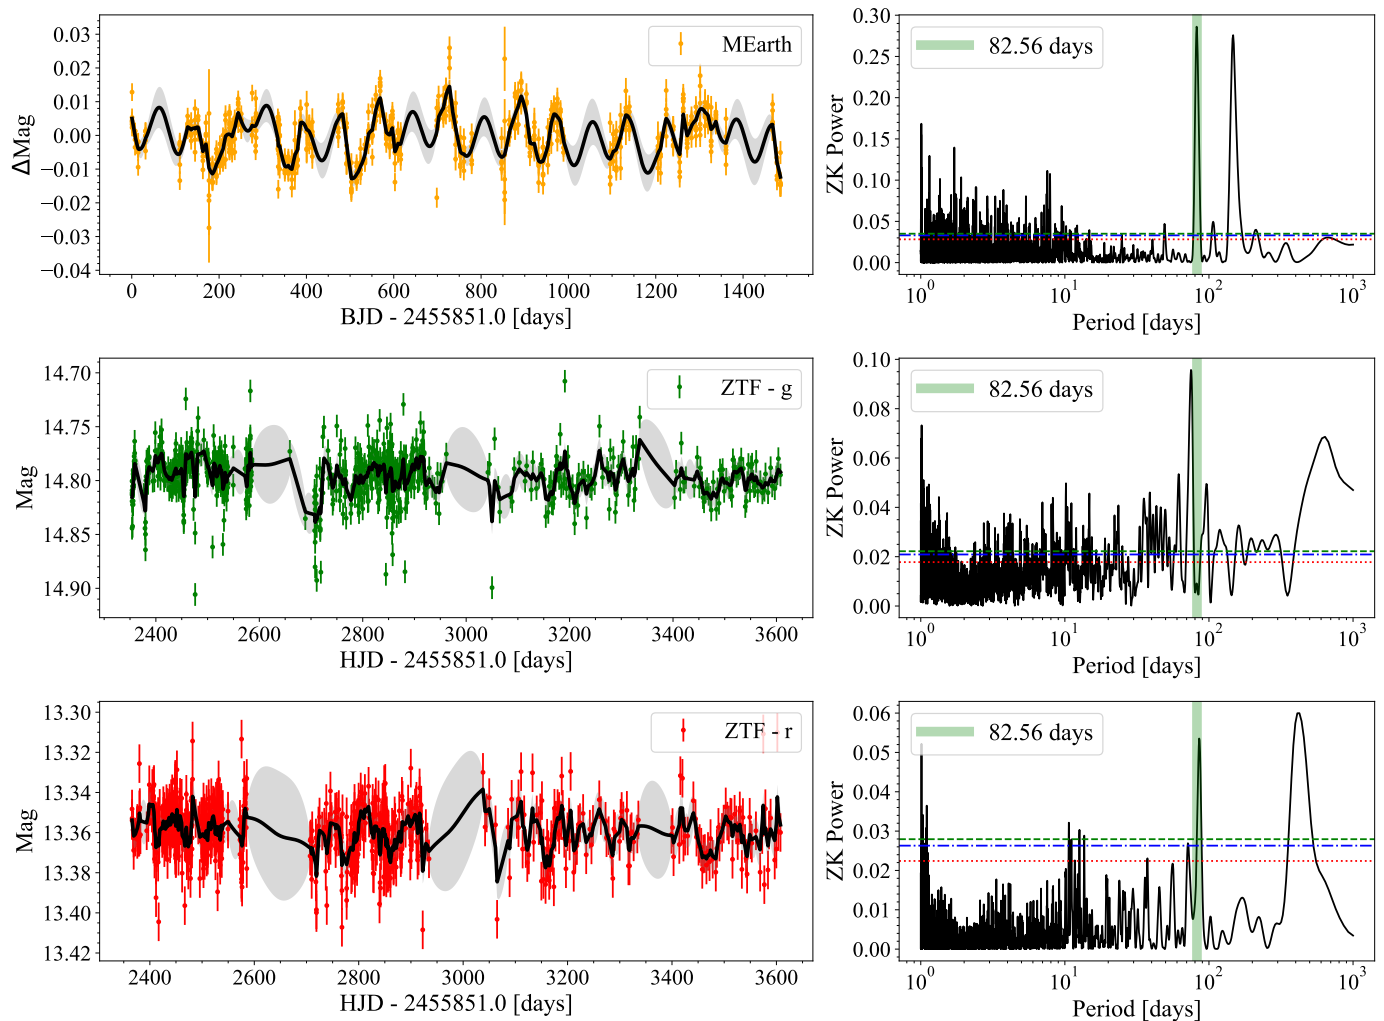 MEarth
0.03
0.02
0.01
0.00
−0.01
−0.02
−0.03
−0.04
ΔMag
0 200 400 600 800 1000 1200 1400
BJD - 2455851.0 [days]
82.56 days
0.30
0.25
0.20
0.15
0.10
0.05
0.00
ZK Power
10^0 10^1 10^2 10^3
Period [days]
ZTF - g
14.70
14.75
14.80
14.85
14.90
Mag
2400 2600 2800 3000 3200 3400 3600
HJD - 2455851.0 [days]
82.56 days
0.10
0.08
0.06
0.04
0.02
0.00
ZK Power
10^0 10^1 10^2 10^3
Period [days]
ZTF - r
13.30
13.32
13.34
13.36
13.38
13.40
13.42
Mag
2400 2600 2800 3000 3200 3400 3600
HJD - 2455851.0 [days]
82.56 days
0.06
0.05
0.04
0.03
0.02
0.01
0.00
ZK Power
10^0 10^1 10^2 10^3
Period [days]